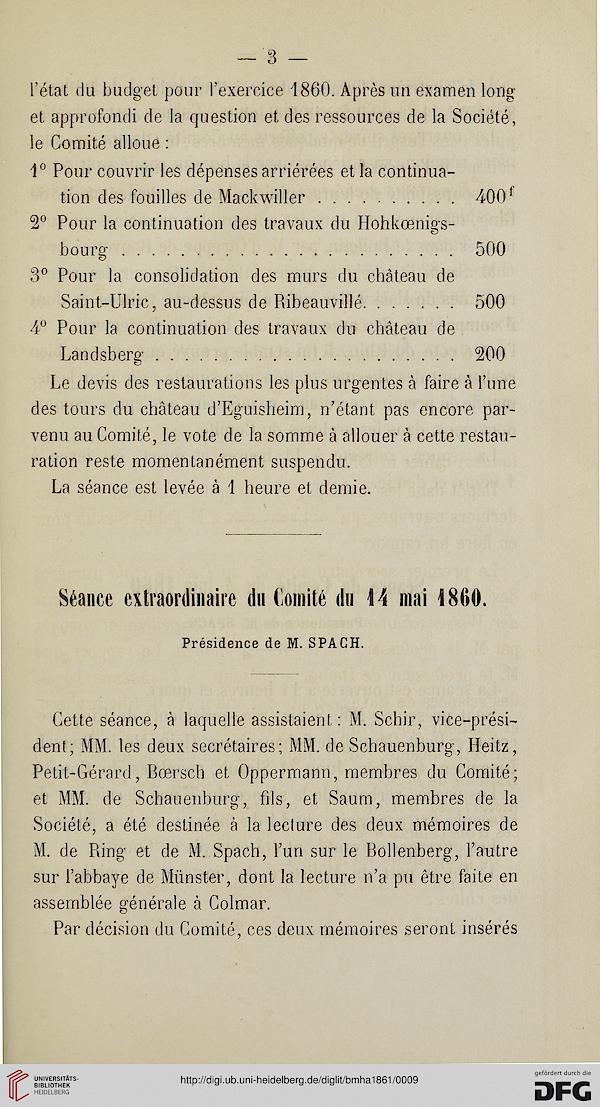 — 3 —
l'état du budget pour l'exercice 1860. Après un examen long
et approfondi de la question et des ressources de la Société,
le Comité alloue :
1° Pour couvrir les dépenses arriérées et la continua-
tion des fouilles de Mackwiller . . . . . . . . . . 400f
2° Pour la continuation des travaux du Hohkœnigs-
bourg . . . . . . . . . . . . . . . . . . . . . . . 500
3° Pour la consolidation des murs du château de
Saint-Ulric, au-dessus de Ribeauvillé. . . . . . . 500
4° Pour la continuation des travaux du château de
Landsberg . . . . . . . . . . . . . . . . . . . . . 200
Le devis des restaurations les plus urgentes à faire à l'une
des tours du château d'Eguisheim, n'étant pas encore par-
venu au Comité, le vote de la somme à allouer à cette restau-
ration reste momentanément suspendu.
La séance est levée à 1 heure et demie.
Séance extraordinaire du Comité du 14 mai 1860.
Présidence de M. SPACH.
Cette séance, à laquelle assistaient : M. Schir, vice-prési-
dent; MM. les deux secrétaires; MM. de Schauenburg, Heitz,
Petit-Gérard, Bœrsch et Oppermann, membres du Comité;
et MM. de Schauenburg, fils, et Saum, membres de la
Société, a été destinée à la lecture des deux mémoires de
M. de Ring et de M. Spach, l'un sur le Bollenberg, l'autre
sur l'abbaye de Münster, dont la lecture n'a pu être faite en
assemblée générale à Colmar.
Par décision du Comité, ces deux mémoires seront insérés
UNIVERSITÄTS-
BIBLIOTHEK
HEIDELBERG
http://digi.ub.uni-heidelberg.de/diglit/bmha1861/0009
gefördert durch die
DFG